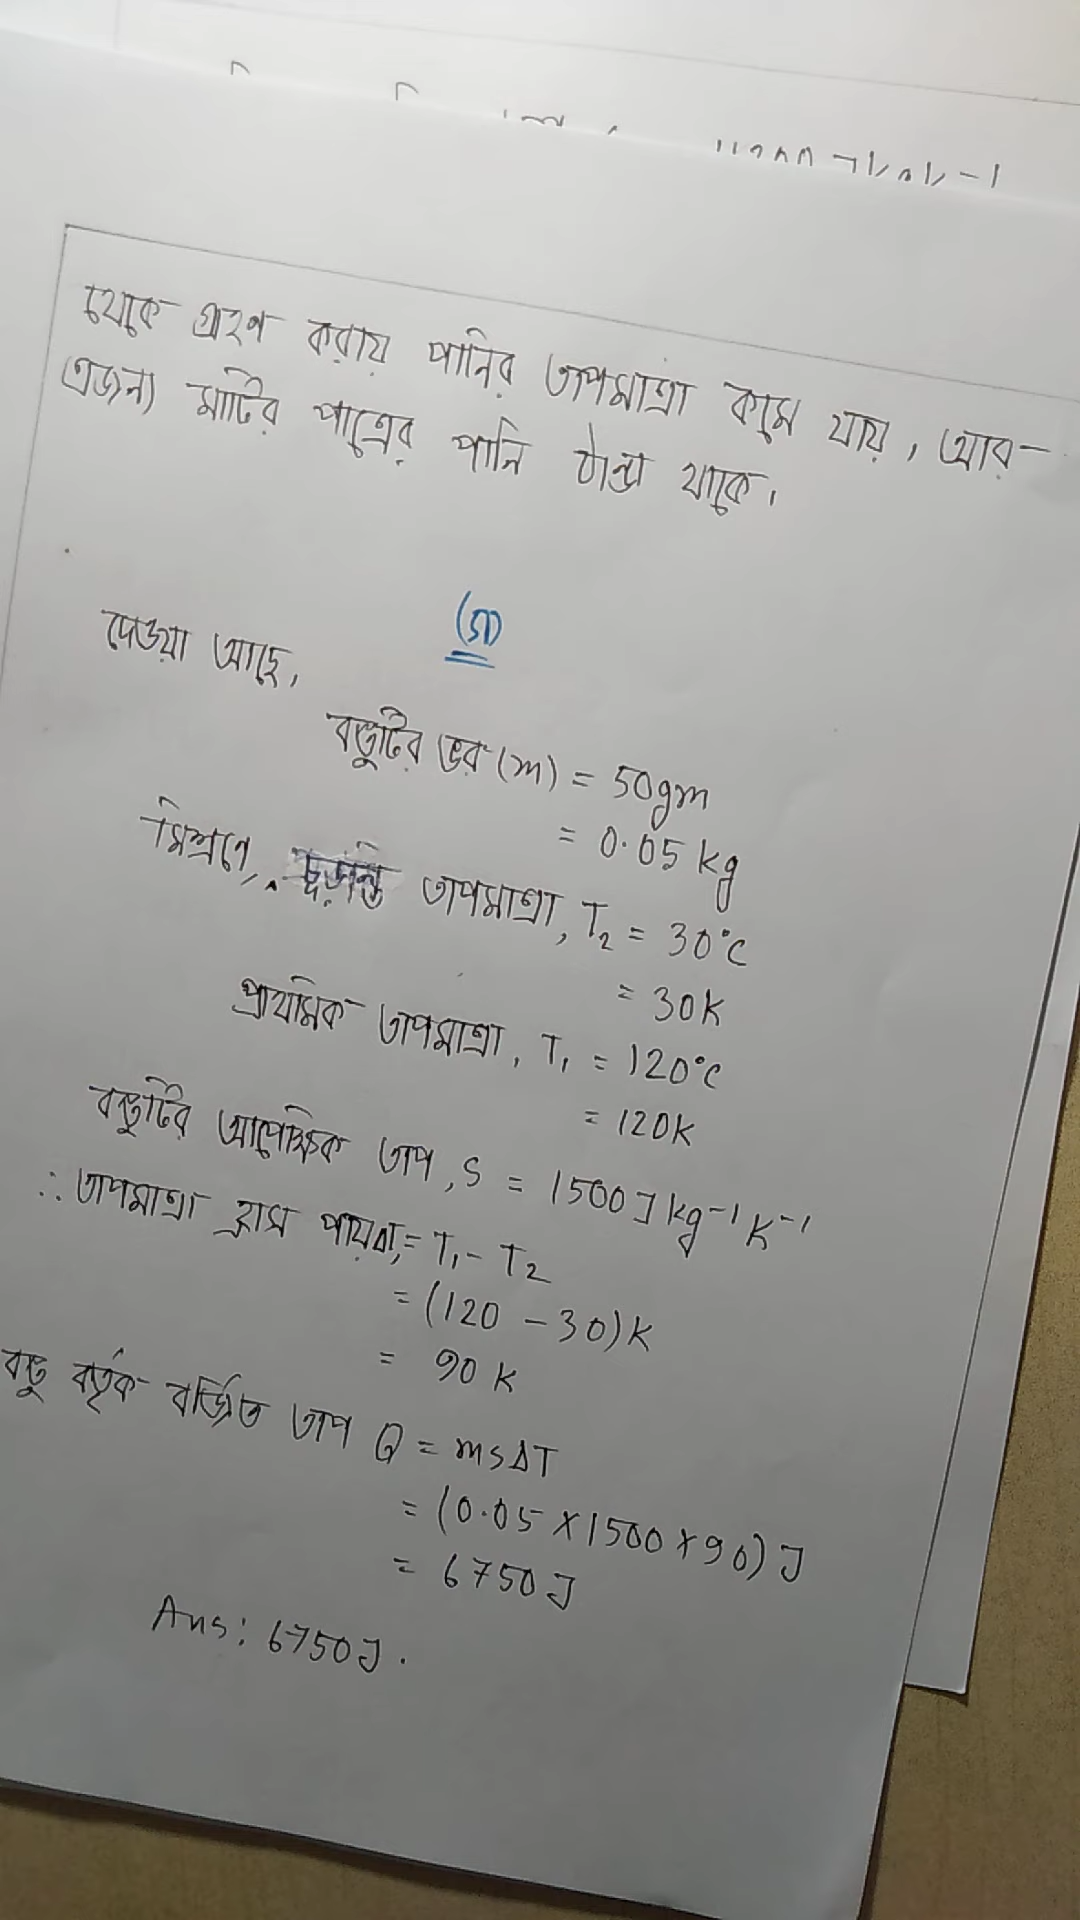 থেকে গ্রহণ করায় পানির তাপমাত্রা কমে যায়, আর
এজন্য মাটির পাত্রের পানি ঠান্ডা থাকে।
(গ)
দেওয়া আছে,
বস্তুটির ভর (m) = 50gm
= 0.05 kg
মিশ্রণে, চূড়ান্ত তাপমাত্রা, T₂ = 30°C
= 30K
প্রাথমিক তাপমাত্রা, T₁ = 120°C
= 120K
বস্তুটির আপেক্ষিক তাপ, S = 1500 J kg⁻¹ K⁻¹
∴ তাপমাত্রা হ্রাস পায়বা, = T₁ - T₂
= (120 - 30) K
= 90 K
বস্তু কর্তৃক বর্জিত তাপ Q = msΔT
= (0.05 × 1500 × 90) J
= 6750 J
Ans: 6750 J.